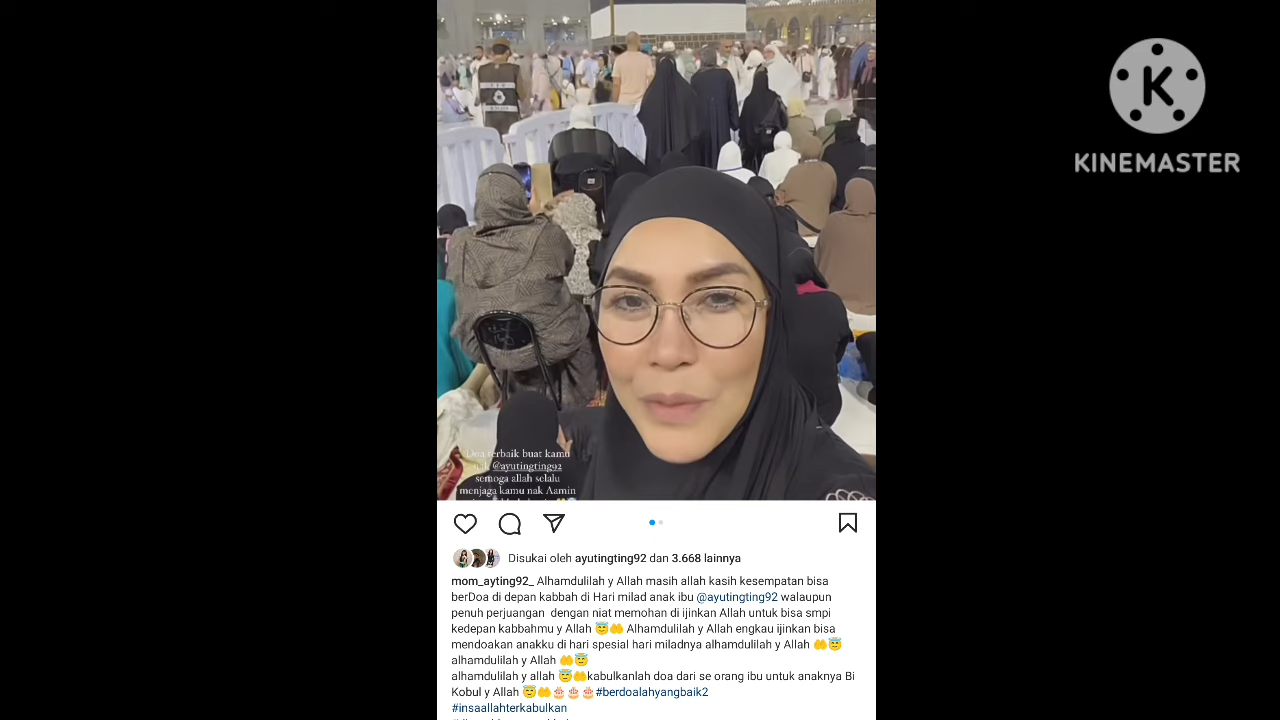 KINEMASTER
Doa terbaik buat kamu
nak @ayutingting92
semoga allah selalu
menjaga kamu nak Aamin
Disukai oleh ayutingting92 dan 3.668 lainnya
mom_ayting92_ Alhamdulilah y Allah masih allah kasih kesempatan bisa
berDoa di depan kabbah di Hari milad anak ibu @ayutingting92 walaupun
penuh perjuangan dengan niat memohan di ijinkan Allah untuk bisa smpi
kedepan kabbahmu y Allah 😇🤲 Alhamdulilah y Allah engkau ijinkan bisa
mendoakan anakku di hari spesial hari miladnya alhamdulilah y Allah 🤲😇
alhamdulilah y Allah 🤲😇
alhamdulilah y allah 😇🤲kabulkanlah doa dari se orang ibu untuk anaknya Bi
Kobul y Allah 😇🤲🎂🎂🎂#berdoalahyangbaik2
#insaallahterkabulkan